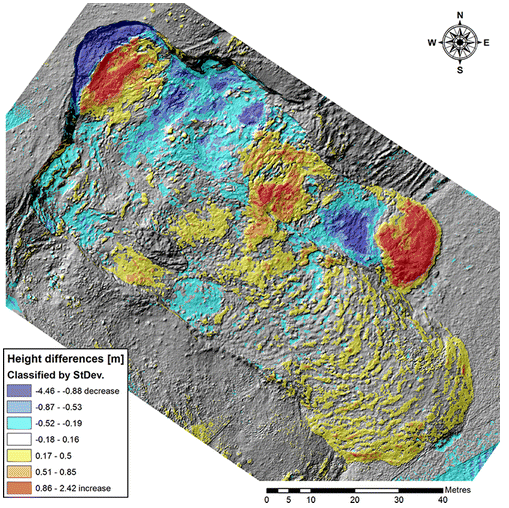 N
W E
S
Height differences [m]
Classified by StDev.
-4.46 - -0.88 decrease
-0.87 - -0.53
-0.52 - -0.19
-0.18 - 0.16
0.17 - 0.5
0.51 - 0.85
0.86 - 2.42 increase
Metres
0 5 10 20 30 40